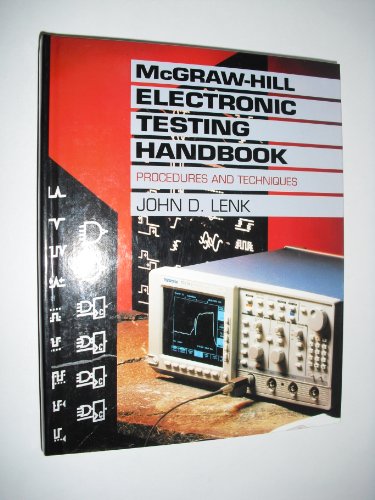 McGRAW-HILL
ELECTRONIC
TESTING
HANDBOOK
PROCEDURES AND TECHNIQUES
JOHN D. LENK